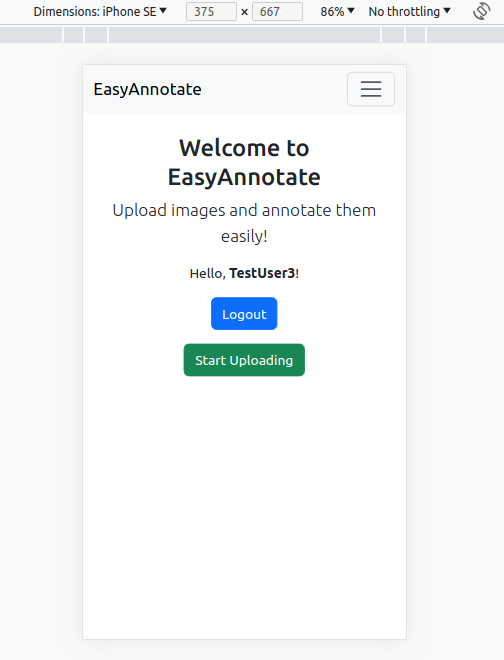 Dimensions: iPhone SE 375 × 667 86% No throttling
EasyAnnotate
Welcome to
EasyAnnotate
Upload images and annotate them
easily!
Hello, TestUser3!
Logout
Start Uploading